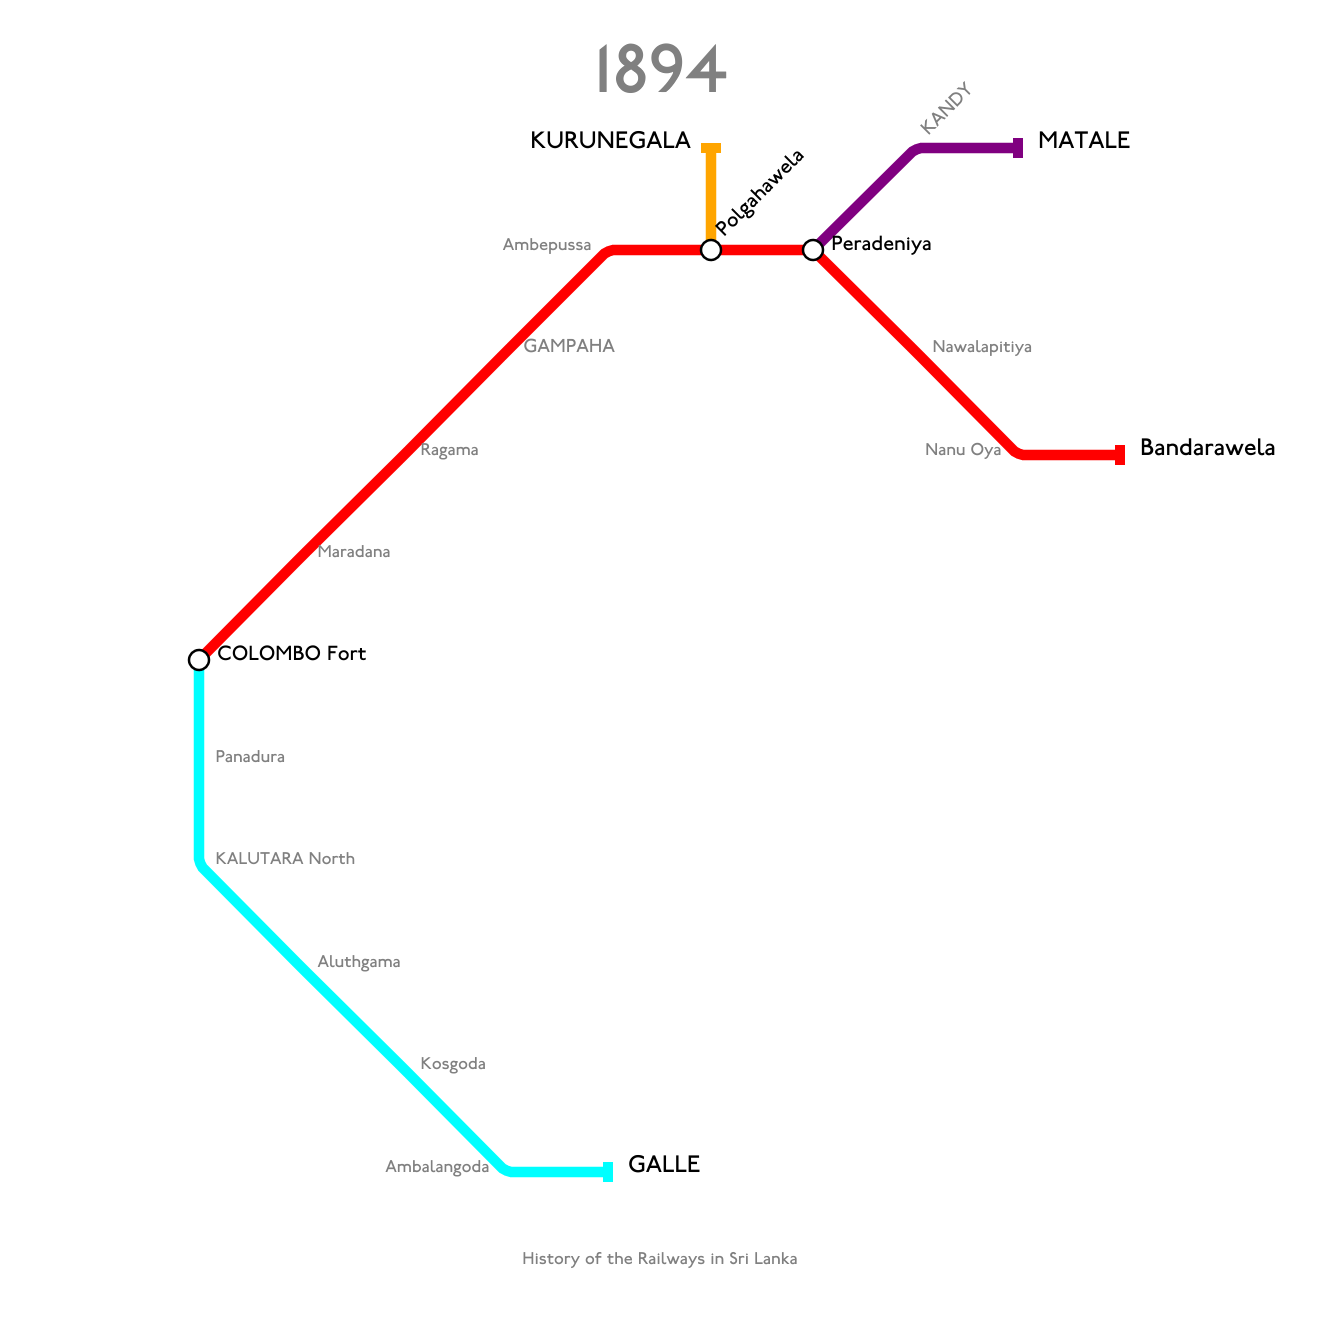 1894
KANDY
KURUNEGALA
MATALE
Polgahawela
Ambepussa
Peradeniya
GAMPAHA
Nawalapitiya
Ragama
Nanu Oya
Bandarawela
Maradana
COLOMBO Fort
Panadura
KALUTARA North
Aluthgama
Kosgoda
Ambalangoda
GALLE
History of the Railways in Sri Lanka